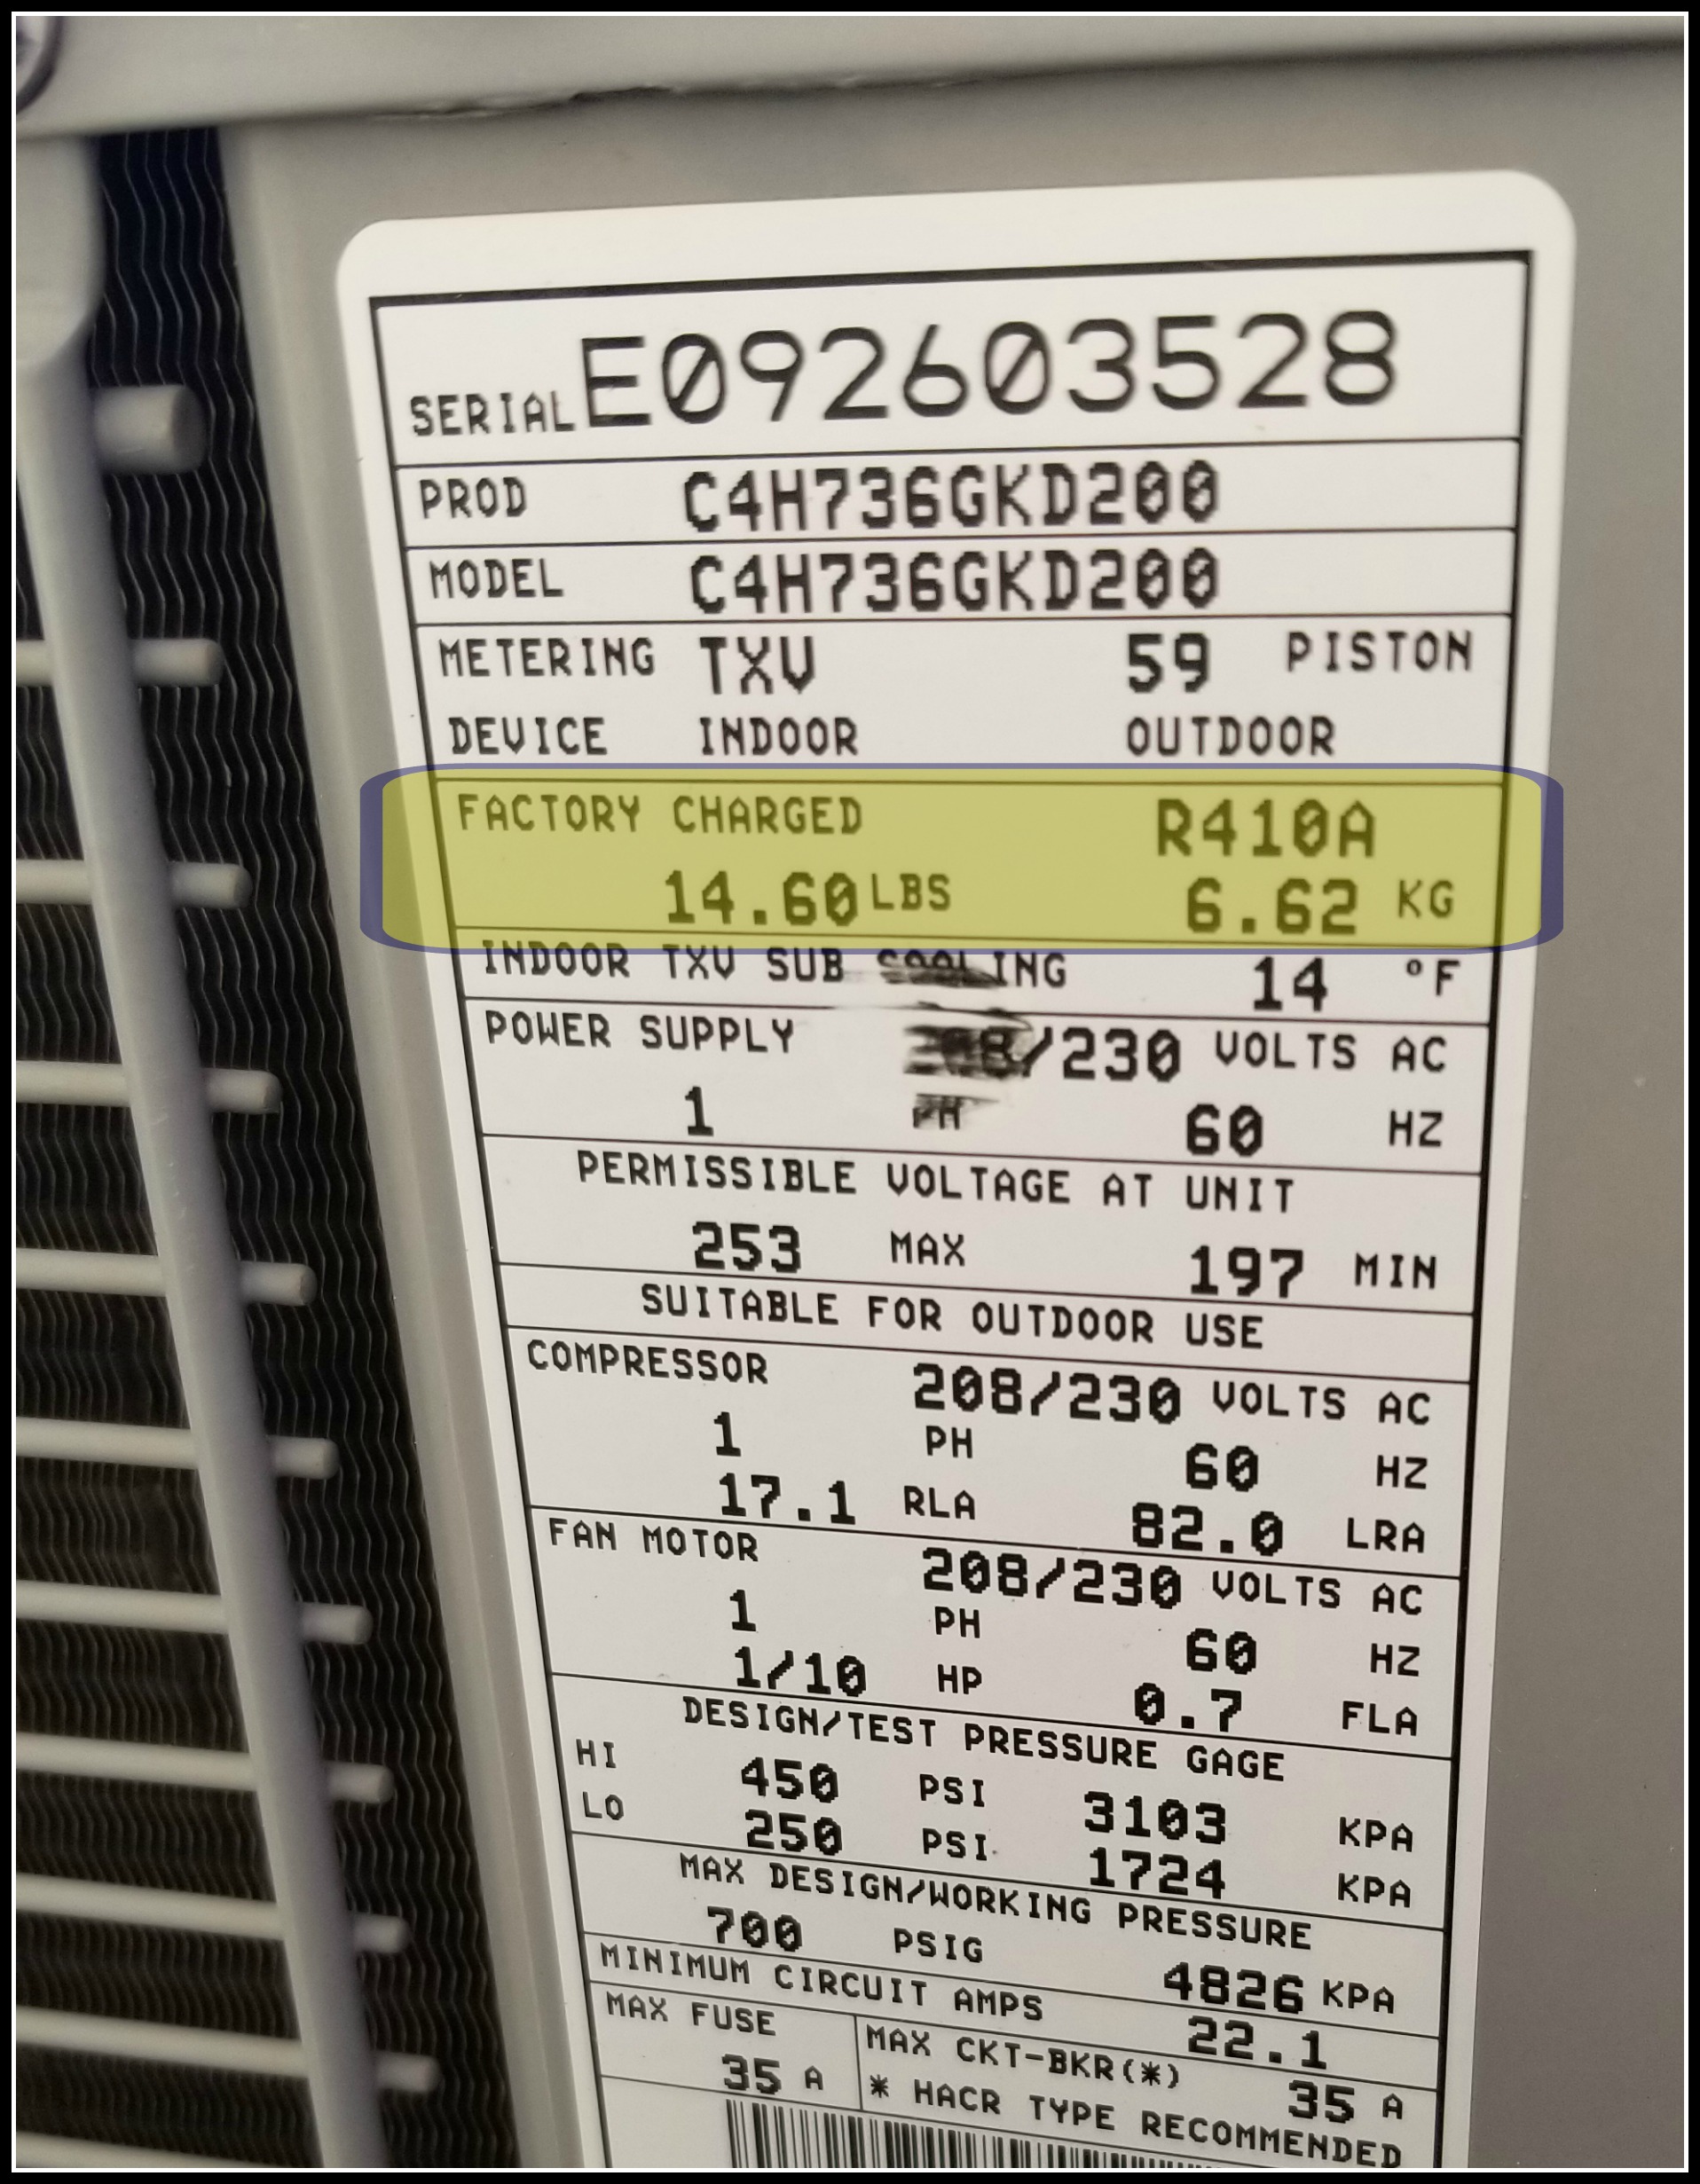 SERIAL E092603528
PROD C4H736GKD200
MODEL C4H736GKD200
METERING TXV 59 PISTON
DEVICE INDOOR OUTDOOR
FACTORY CHARGED R410A
14.60 LBS 6.62 KG
INDOOR TXV SUB COOLING 14 °F
POWER SUPPLY 208/230 VOLTS AC
1 PH 60 HZ
PERMISSIBLE VOLTAGE AT UNIT
253 MAX 197 MIN
SUITABLE FOR OUTDOOR USE
COMPRESSOR 208/230 VOLTS AC
1 PH 60 HZ
17.1 RLA 82.0 LRA
FAN MOTOR 208/230 VOLTS AC
1 PH 60 HZ
1/10 HP 0.7 FLA
DESIGN/TEST PRESSURE GAGE
HI 450 PSI 3103 KPA
LO 250 PSI 1724 KPA
MAX DESIGN/WORKING PRESSURE
700 PSIG 4826 KPA
MINIMUM CIRCUIT AMPS 22.1
MAX FUSE MAX CKT-BKR(*)
35 A 35 A
* HACR TYPE RECOMMENDED